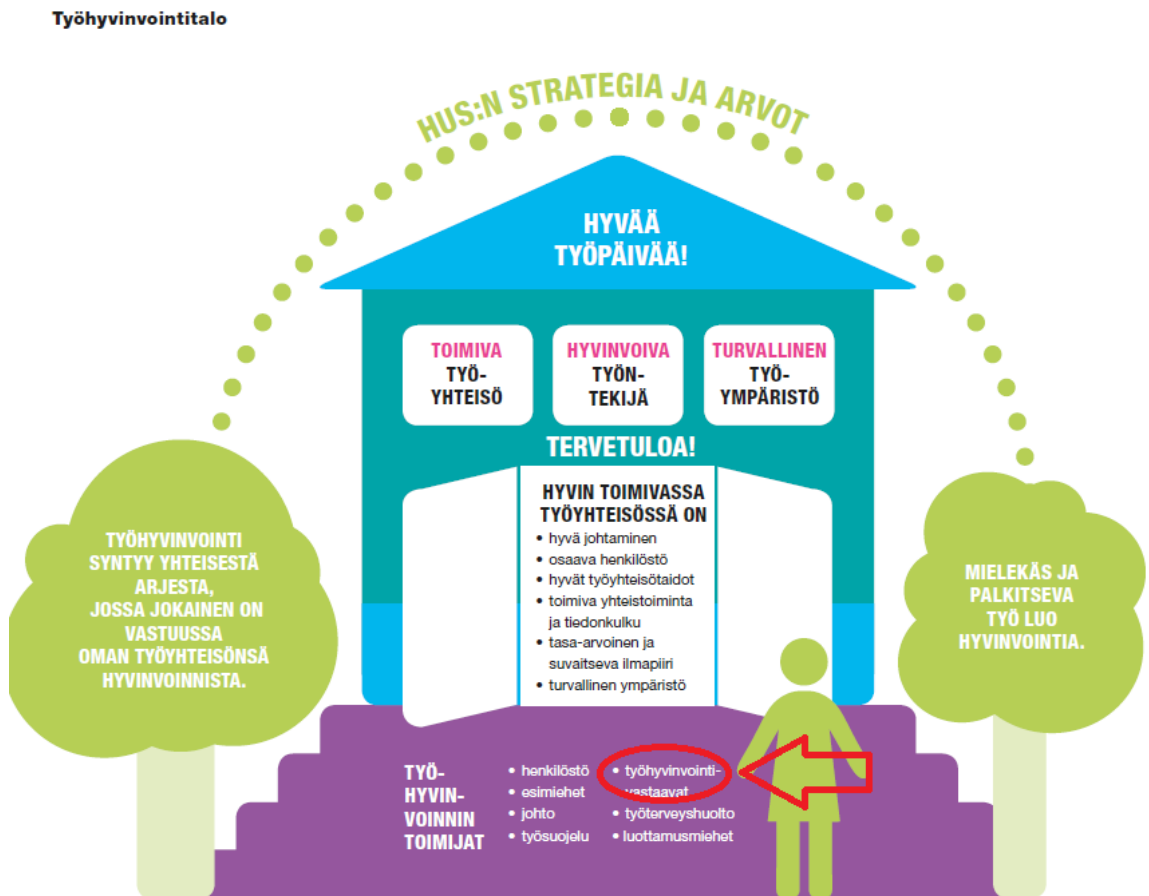 Työhyvinvointitalo
HUS:N STRATEGIA JA ARVOT
HYVÄÄ
TYÖPÄIVÄÄ!
TOIMIVA
TYÖ-
YHTEISÖ
HYVINVOIVA
TYÖN-
TEKIJÄ
TURVALLINEN
TYÖ-
YMPÄRISTÖ
TERVETULOA!
HYVIN TOIMIVASSA
TYÖYHTEISÖSSÄ ON
• hyvä johtaminen
• osaava henkilöstö
• hyvät työyhteisötaidot
• toimiva yhteistoiminta
ja tiedonkulku
• tasa-arvoinen ja
suvaitseva ilmapiiri
• turvallinen ympäristö
TYÖHYVINVOINTI
SYNTYY YHTEISESTÄ
ARJESTA,
JOSSA JOKAINEN ON
VASTUUSSA
OMAN TYÖYHTEISÖNSÄ
HYVINVOINNISTA.
MIELEKÄS JA
PALKITSEVA
TYÖ LUO
HYVINVOINTIA.
TYÖ-
HYVIN-
VOINNIN
TOIMIJAT
• henkilöstö
• esimiehet
• johto
• työsuojelu
• työhyvinvointi-
vastaavat
• työterveyshuolto
• luottamusmiehet